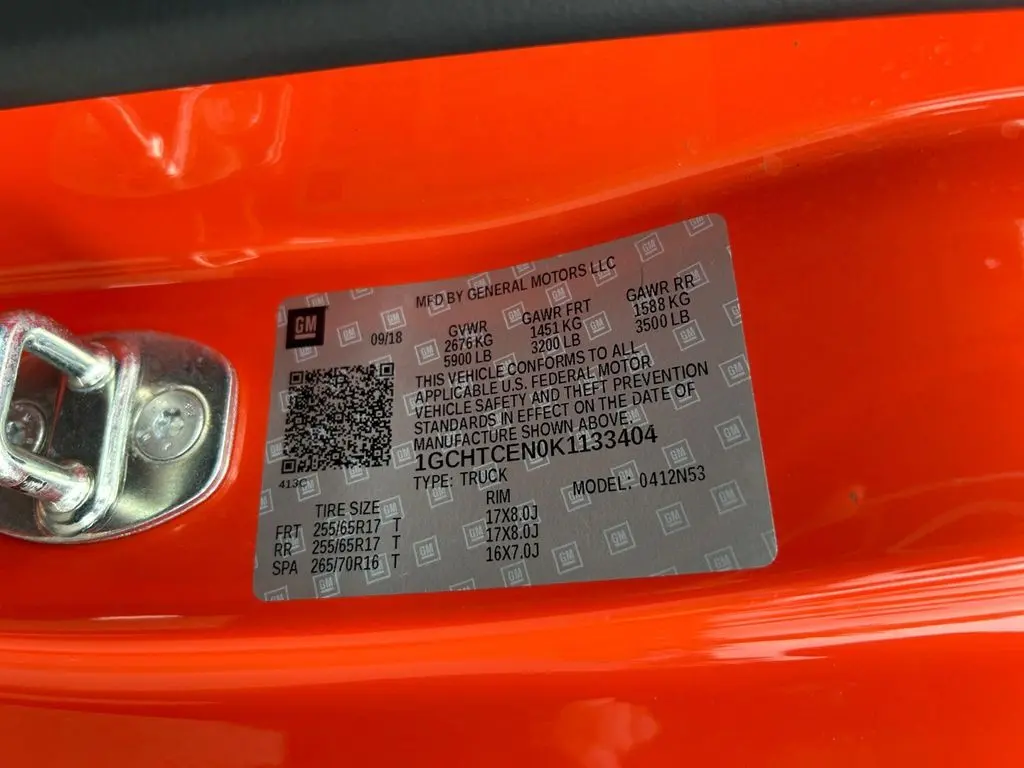 MFD BY GENERAL MOTORS LLC
GM
09/18
GVWR GAWR FRT GAWR RR
2676 KG 1451 KG 1588 KG
5900 LB 3200 LB 3500 LB
THIS VEHICLE CONFORMS TO ALL
APPLICABLE U.S. FEDERAL MOTOR
VEHICLE SAFETY AND THEFT PREVENTION
STANDARDS IN EFFECT ON THE DATE OF
MANUFACTURE SHOWN ABOVE.
1GCHTCEN0K1133404
413C
TYPE: TRUCK MODEL: 0412N53
TIRE SIZE RIM
FRT 255/65R17 T 17X8.0J
RR 255/65R17 T 17X8.0J
SPA 265/70R16 T 16X7.0J